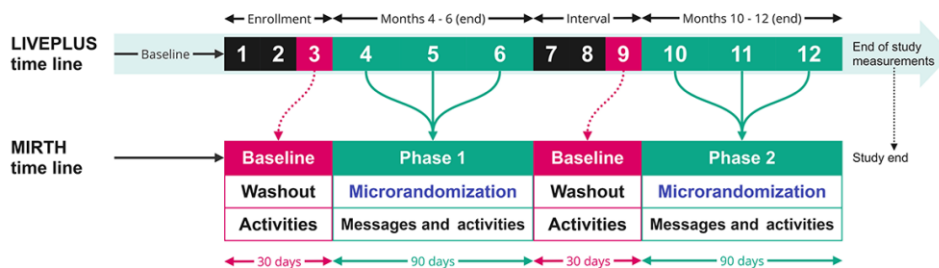 Enrollment Months 4 - 6 (end) Interval Months 10 - 12 (end)
LIVEPLUS
time line
Baseline
1 2 3 4 5 6 7 8 9 10 11 12
End of study
measurements
MIRTH
time line
Baseline Phase 1 Baseline Phase 2
Study end
Washout Microrandomization Washout Microrandomization
Activities Messages and activities Activities Messages and activities
30 days 90 days 30 days 90 days